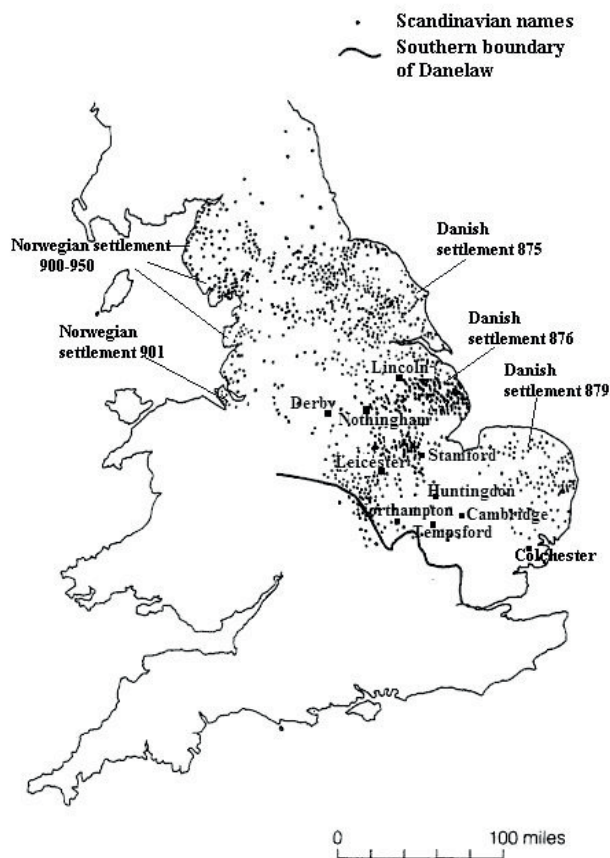 Scandinavian names
Southern boundary
of Danelaw
Danish
settlement 875
Norwegian settlement
900-950
Danish
settlement 876
Norwegian
settlement 901
Danish
settlement 879
Lincoln
Derby
Nothingham
Stamford
Leicester
Huntingdon
Northampton
Cambridge
Tempsford
Colchester
0 100 miles